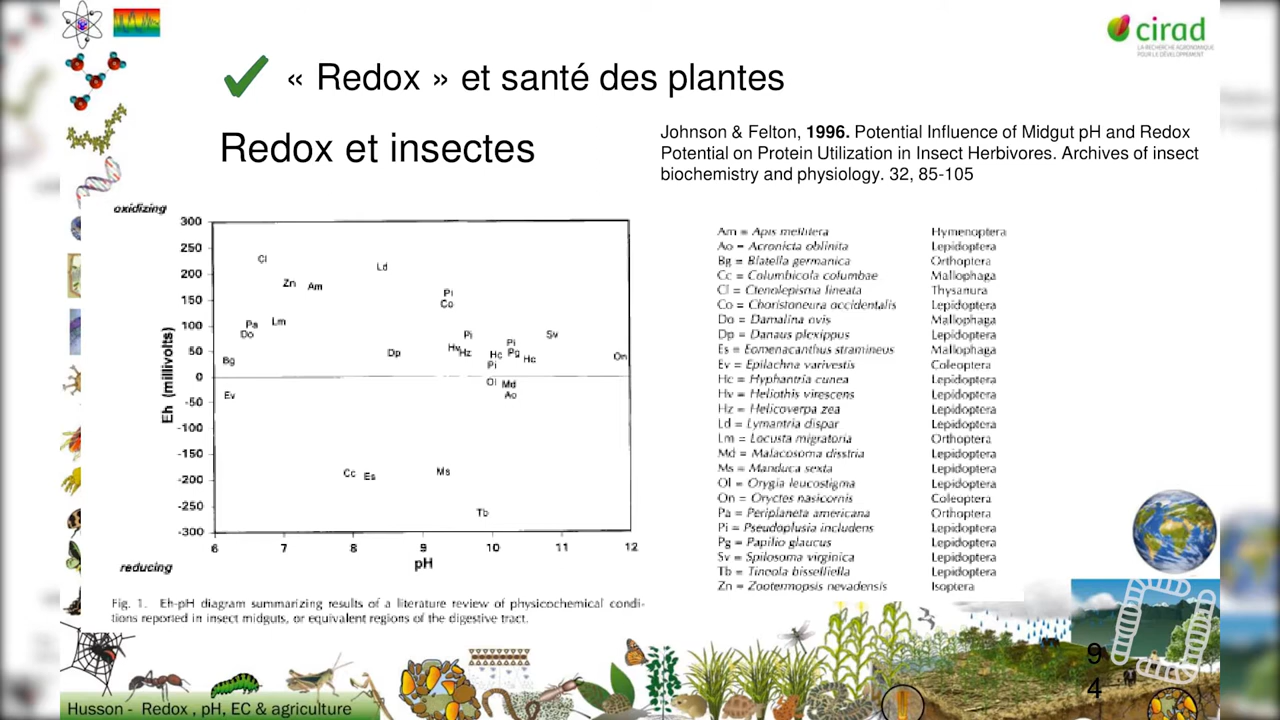 cirad
LA RECHERCHE AGRONOMIQUE
POUR LE DÉVELOPPEMENT
« Redox » et santé des plantes
Redox et insectes
Johnson & Felton, 1996. Potential Influence of Midgut pH and Redox
Potential on Protein Utilization in Insect Herbivores. Archives of insect
biochemistry and physiology. 32, 85-105
oxidizing
300
250
200
150
100
50
0
-50
-100
-150
-200
-250
-300
Eh (millivolts)
Cl
Ld
Zn
Am
Pi
Co
Pa
Lm
Do
Pi
Sv
Pi
Hv
Hz
Hc
Pg
Dp
Hc
On
Bg
Pi
Ol
Md
Ev
Ao
Cc
Es
Ms
Tb
6 7 8 9 10 11 12
pH
reducing
Fig. 1. Eh-pH diagram summarizing results of a literature review of physicochemical condi-
tions reported in insect midguts, or equivalent regions of the digestive tract.
Am = Apis mellifera Hymenoptera
Ao = Acronicta oblinita Lepidoptera
Bg = Blatella germanica Orthoptera
Cc = Columbicola columbae Mallophaga
Cl = Ctenolepisma lineata Thysanura
Co = Choristoneura occidentalis Lepidoptera
Do = Damalina ovis Mallophaga
Dp = Danaus plexippus Lepidoptera
Es = Eomenacanthus stramineus Mallophaga
Ev = Epilachna varivestis Coleoptera
Hc = Hyphantria cunea Lepidoptera
Hv = Heliothis virescens Lepidoptera
Hz = Helicoverpa zea Lepidoptera
Ld = Lymantria dispar Lepidoptera
Lm = Locusta migratoria Orthoptera
Md = Malacosoma disstria Lepidoptera
Ms = Manduca sexta Lepidoptera
Ol = Orygia leucostigma Lepidoptera
On = Oryctes nasicornis Coleoptera
Pa = Periplaneta americana Orthoptera
Pi = Pseudoplusia includens Lepidoptera
Pg = Papilio glaucus Lepidoptera
Sv = Spilosoma virginica Lepidoptera
Tb = Tineola bisselliella Lepidoptera
Zn = Zootermopsis nevadensis Isoptera
9
4
Husson - Redox , pH, EC & agriculture